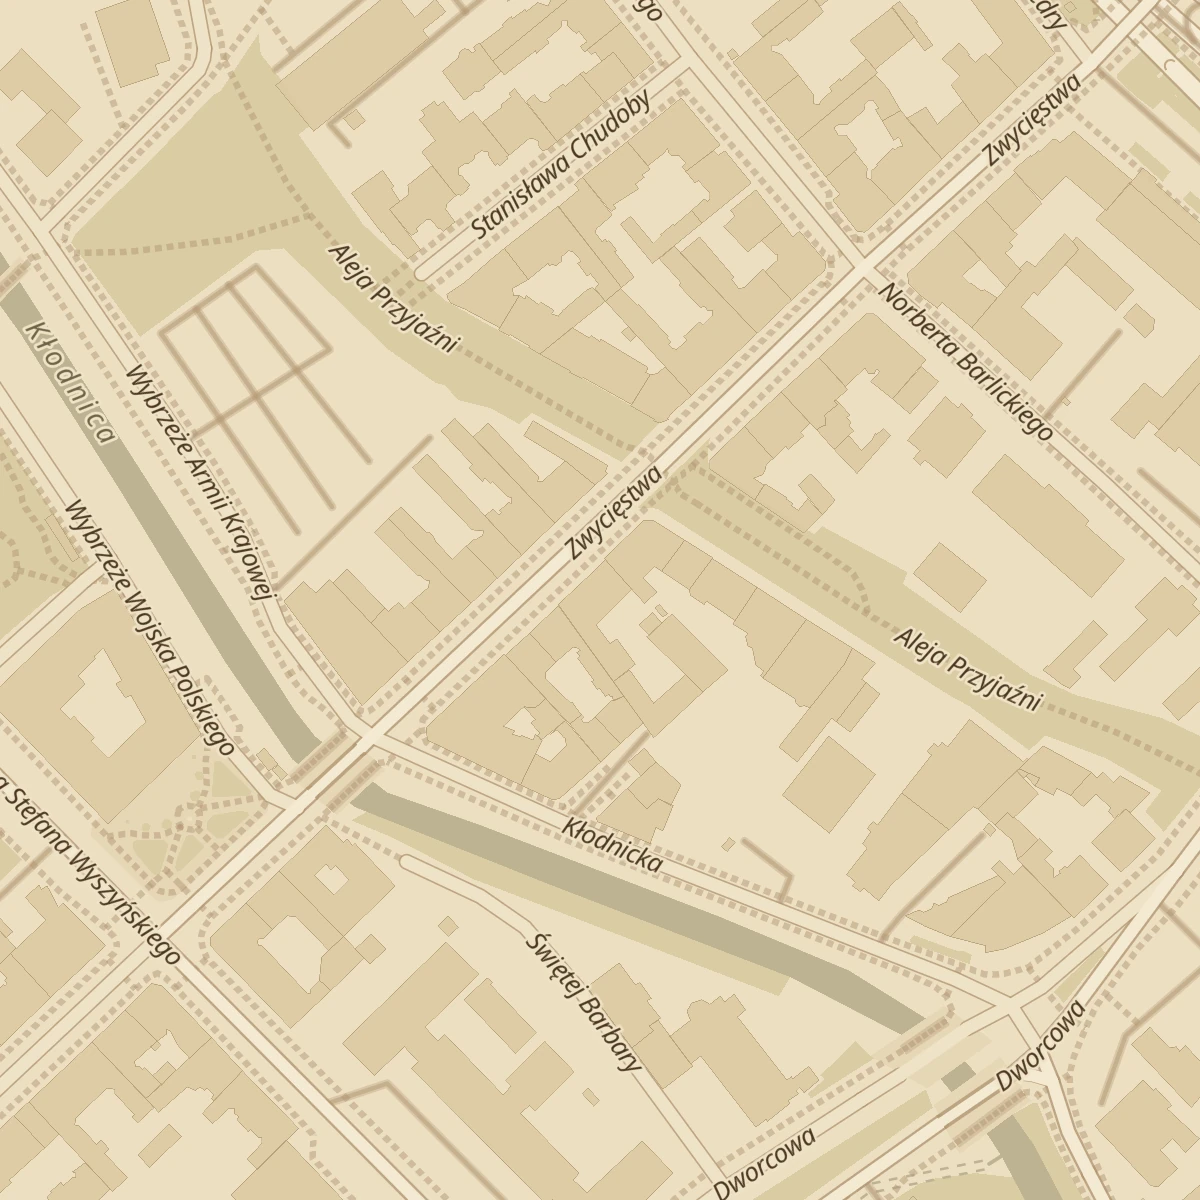 Zwycięstwa
Stanisława Chudoby
Aleja Przyjaźni
Norberta Barlickiego
Kłodnica
Wybrzeże Armii Krajowej
Zwycięstwa
Wybrzeże Wojska Polskiego
Aleja Przyjaźni
Stefana Wyszyńskiego
Kłodnicka
Świętej Barbary
Dworcowa
Dworcowa